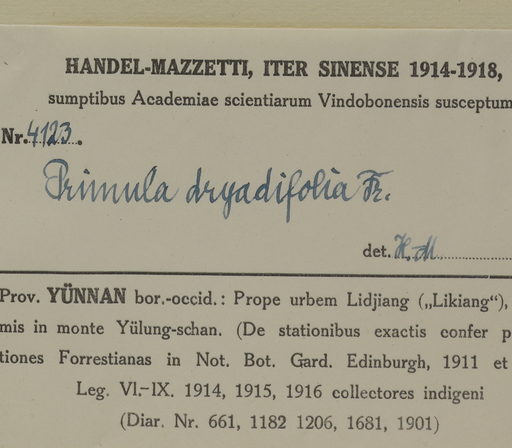 HANDEL-MAZZETTI, ITER SINENSE 1914-1918,
sumptibus Academiae scientiarum Vindobonensis susceptum
Nr. 4123.
Primula dryadifolia Fr.
det. H.-M.
Prov. YÜNNAN bor.-occid.: Prope urbem Lidjiang („Likiang“),
mis in monte Yülung-schan. (De stationibus exactis confer p
tiones Forrestianas in Not. Bot. Gard. Edinburgh, 1911 et
Leg. VI.–IX. 1914, 1915, 1916 collectores indigeni
(Diar. Nr. 661, 1182 1206, 1681, 1901)